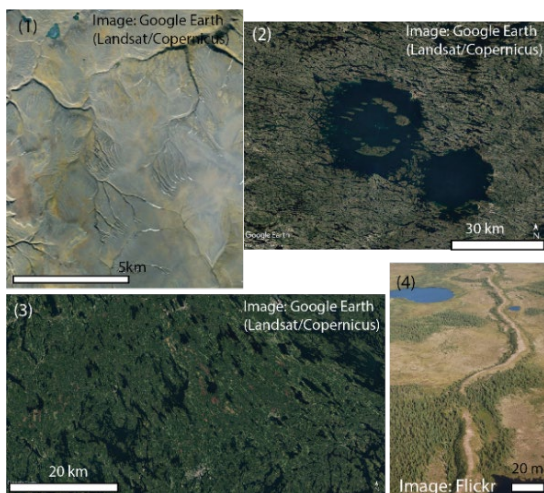 (1)
Image: Google Earth
(Landsat/Copernicus)
5km
(2)
Image: Google Earth
(Landsat/Copernicus)
Google Earth
30 km
N
(3)
Image: Google Earth
(Landsat/Copernicus)
20 km
(4)
20 m
Image: Flickr